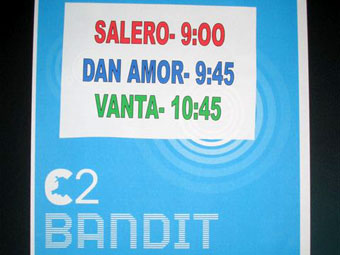 SALERO- 9:00
DAN AMOR- 9:45
VANTA- 10:45
C2
BANDIT